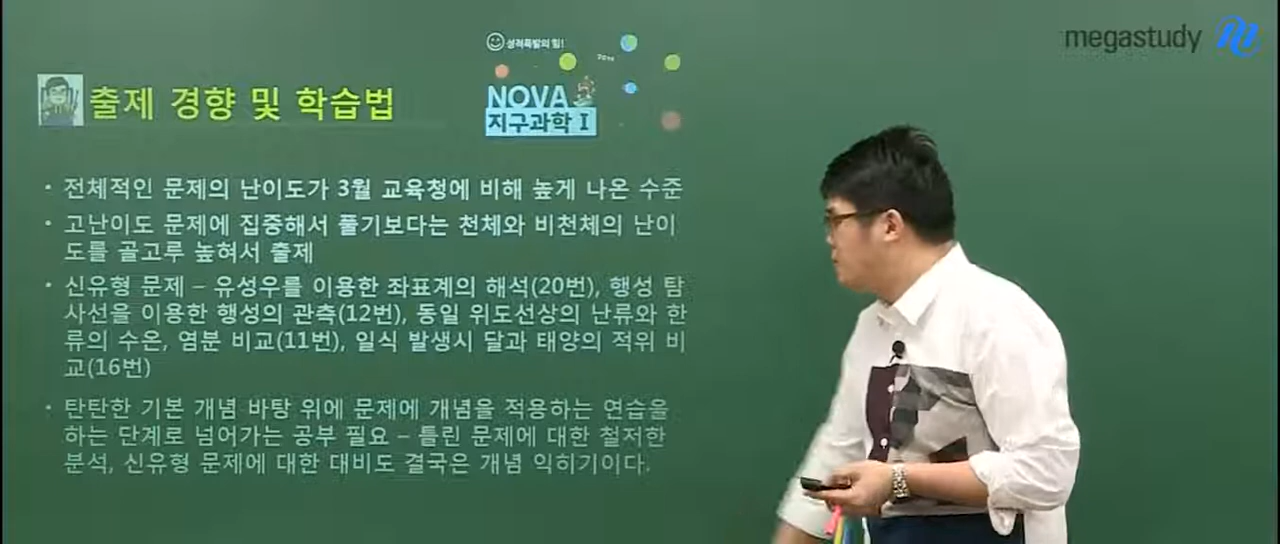 megastudy
성적폭발의 힘!
NOVA
지구과학 I
출제 경향 및 학습법
• 전체적인 문제의 난이도가 3월 교육청에 비해 높게 나온 수준
• 고난이도 문제에 집중해서 풀기보다는 천체와 비천체의 난이
도를 골고루 높혀서 출제
• 신유형 문제 – 유성우를 이용한 좌표계의 해석(20번), 행성 탐
사선을 이용한 행성의 관측(12번), 동일 위도선상의 난류와 한
류의 수온, 염분 비교(11번), 일식 발생시 달과 태양의 적위 비
교(16번)
• 탄탄한 기본 개념 바탕 위에 문제에 개념을 적용하는 연습을
하는 단계로 넘어가는 공부 필요 – 틀린 문제에 대한 철저한
분석, 신유형 문제에 대한 대비도 결국은 개념 익히기이다.